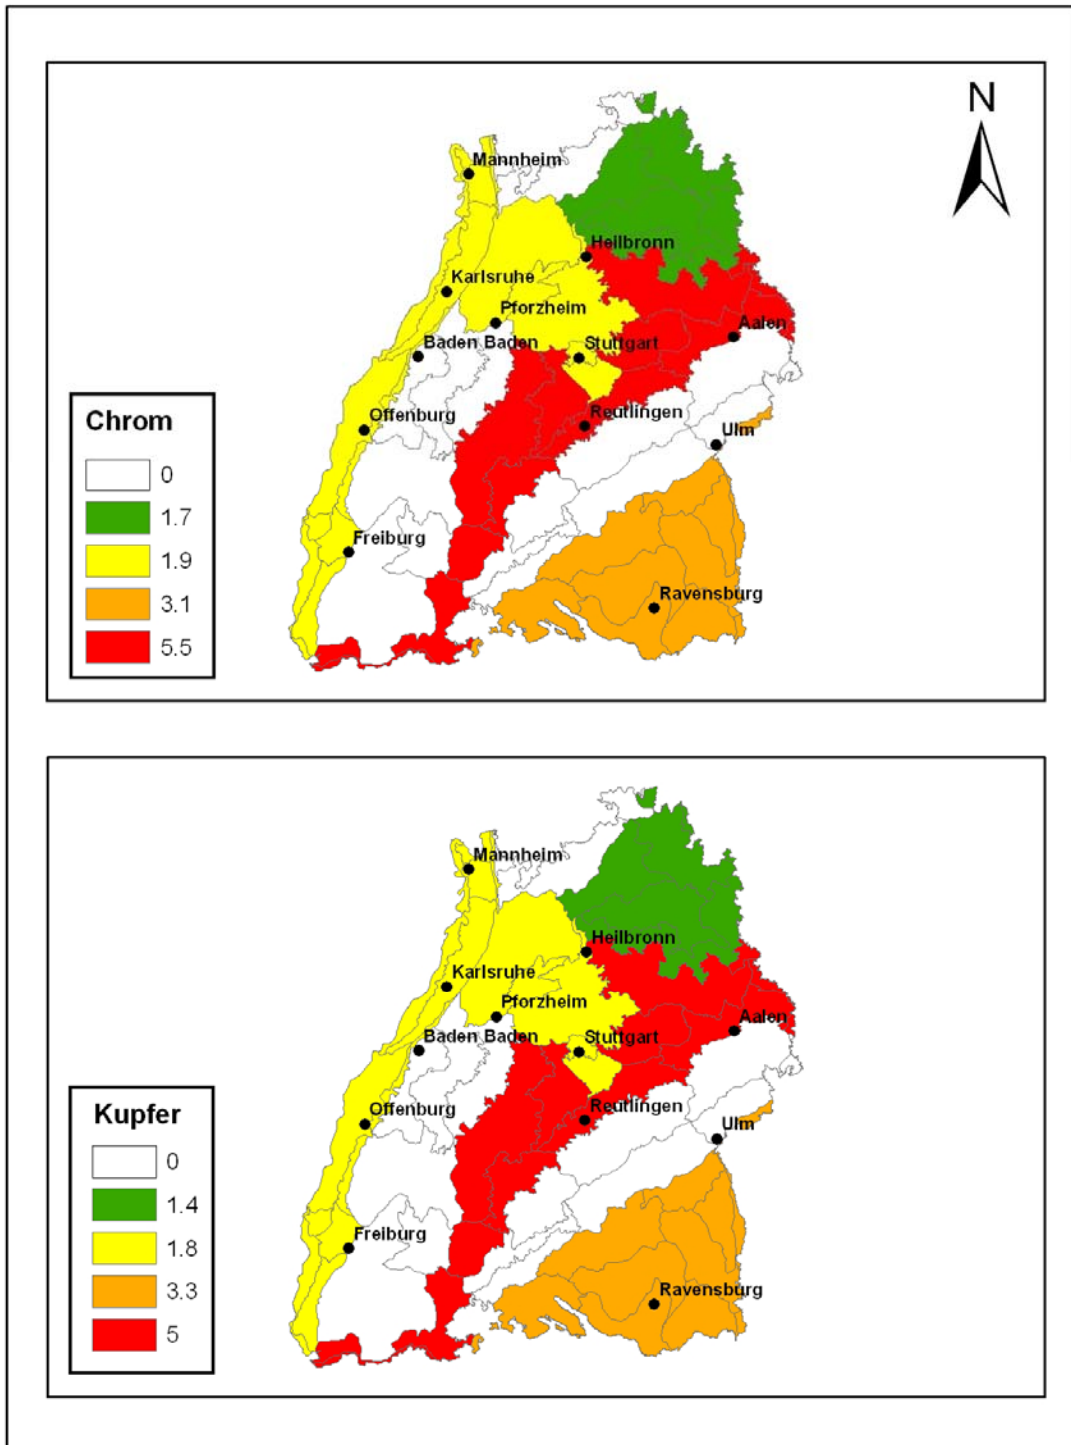 N
Mannheim
Heilbronn
Karlsruhe
Pforzheim
Aalen
Baden Baden
Stuttgart
Offenburg
Reutlingen
Ulm
Freiburg
Ravensburg
Chrom
0
1.7
1.9
3.1
5.5
Mannheim
Heilbronn
Karlsruhe
Pforzheim
Aalen
Baden Baden
Stuttgart
Offenburg
Reutlingen
Ulm
Freiburg
Ravensburg
Kupfer
0
1.4
1.8
3.3
5